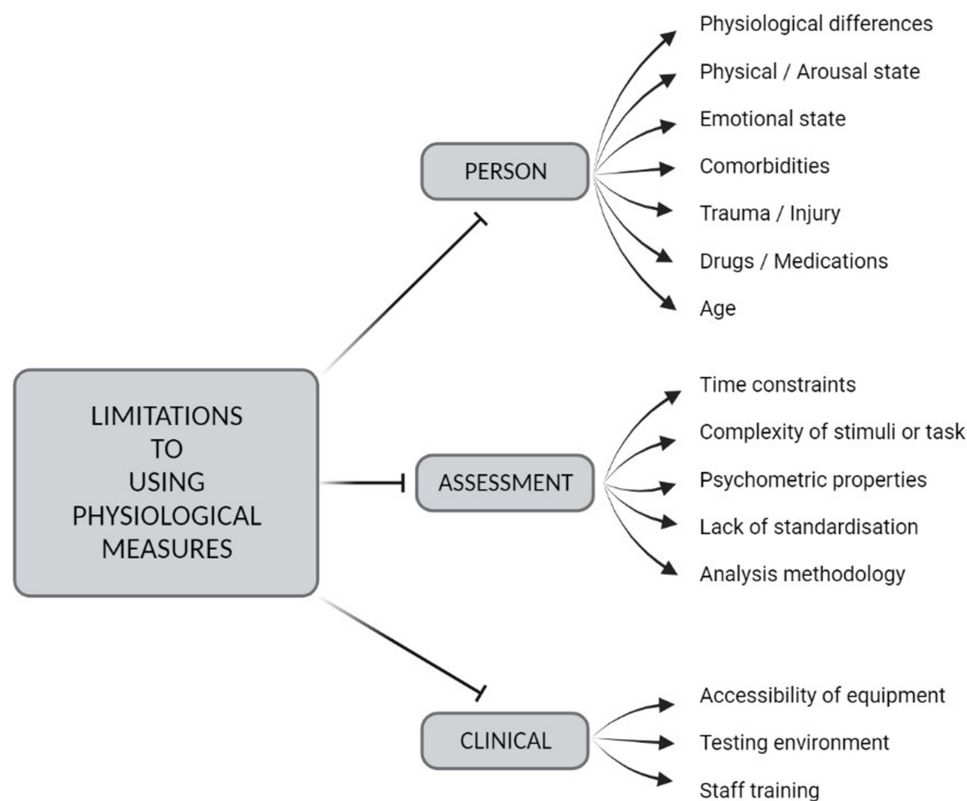 Physiological differences
Physical / Arousal state
Emotional state
PERSON
Comorbidities
Trauma / Injury
Drugs / Medications
Age
LIMITATIONS
TO
USING
PHYSIOLOGICAL
MEASURES
Time constraints
Complexity of stimuli or task
ASSESSMENT
Psychometric properties
Lack of standardisation
Analysis methodology
Accessibility of equipment
CLINICAL
Testing environment
Staff training